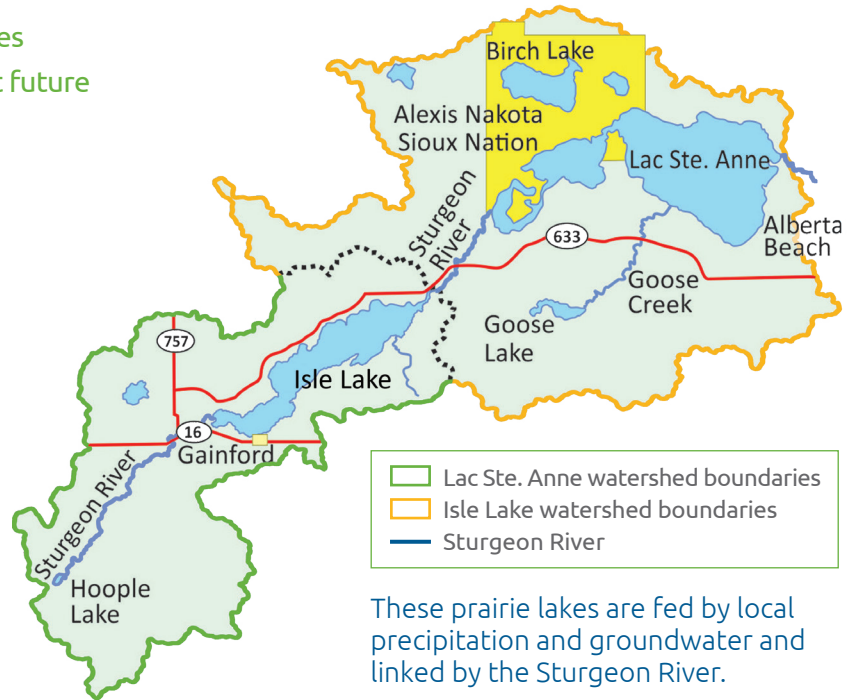 es
t future
Birch Lake
Alexis Nakota
Sioux Nation
Lac Ste. Anne
Sturgeon
River
633
Alberta
Beach
Goose
Creek
Goose
Lake
757
Isle Lake
16
Gainford
Sturgeon River
Hoople
Lake
Lac Ste. Anne watershed boundaries
Isle Lake watershed boundaries
Sturgeon River
These prairie lakes are fed by local
precipitation and groundwater and
linked by the Sturgeon River.